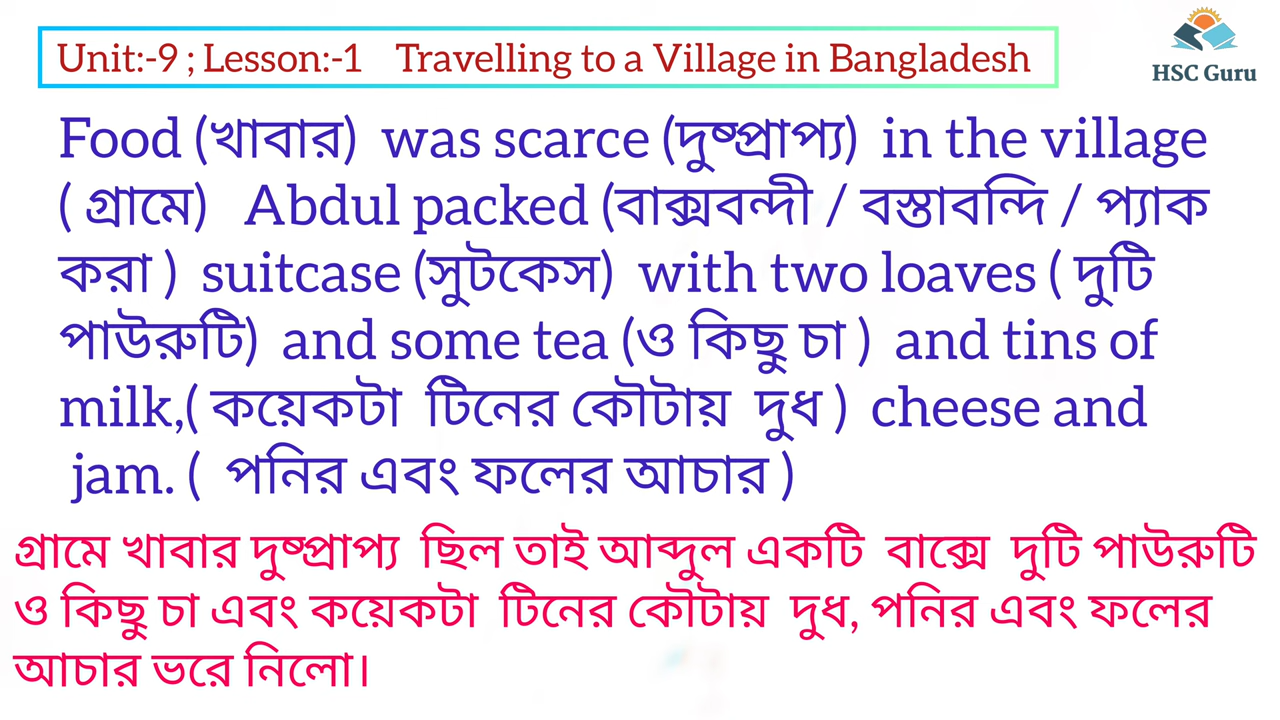 Unit:-9 ; Lesson:-1 Travelling to a Village in Bangladesh
HSC Guru
Food (খাবার) was scarce (দুষ্প্রাপ্য) in the village
( গ্রামে) Abdul packed (বাক্সবন্দী / বস্তাবন্দি / প্যাক
করা ) suitcase (সুটকেস) with two loaves ( দুটি
পাউরুটি) and some tea (ও কিছু চা ) and tins of
milk,( কয়েকটা টিনের কৌটায় দুধ ) cheese and
jam. ( পনির এবং ফলের আচার )
গ্রামে খাবার দুষ্প্রাপ্য ছিল তাই আব্দুল একটি বাক্সে দুটি পাউরুটি
ও কিছু চা এবং কয়েকটা টিনের কৌটায় দুধ, পনির এবং ফলের
আচার ভরে নিলো।